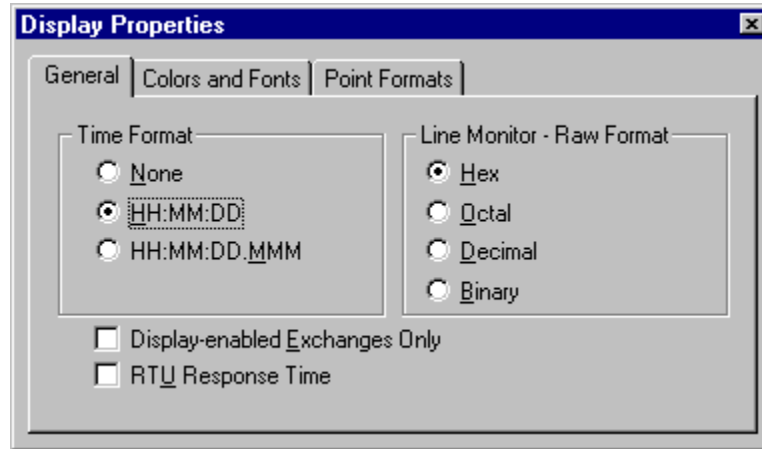 Display Properties
General Colors and Fonts Point Formats
Time Format
None
HH:MM:DD
HH:MM:DD.MMM
Line Monitor - Raw Format
Hex
Octal
Decimal
Binary
Display-enabled Exchanges Only
RTU Response Time